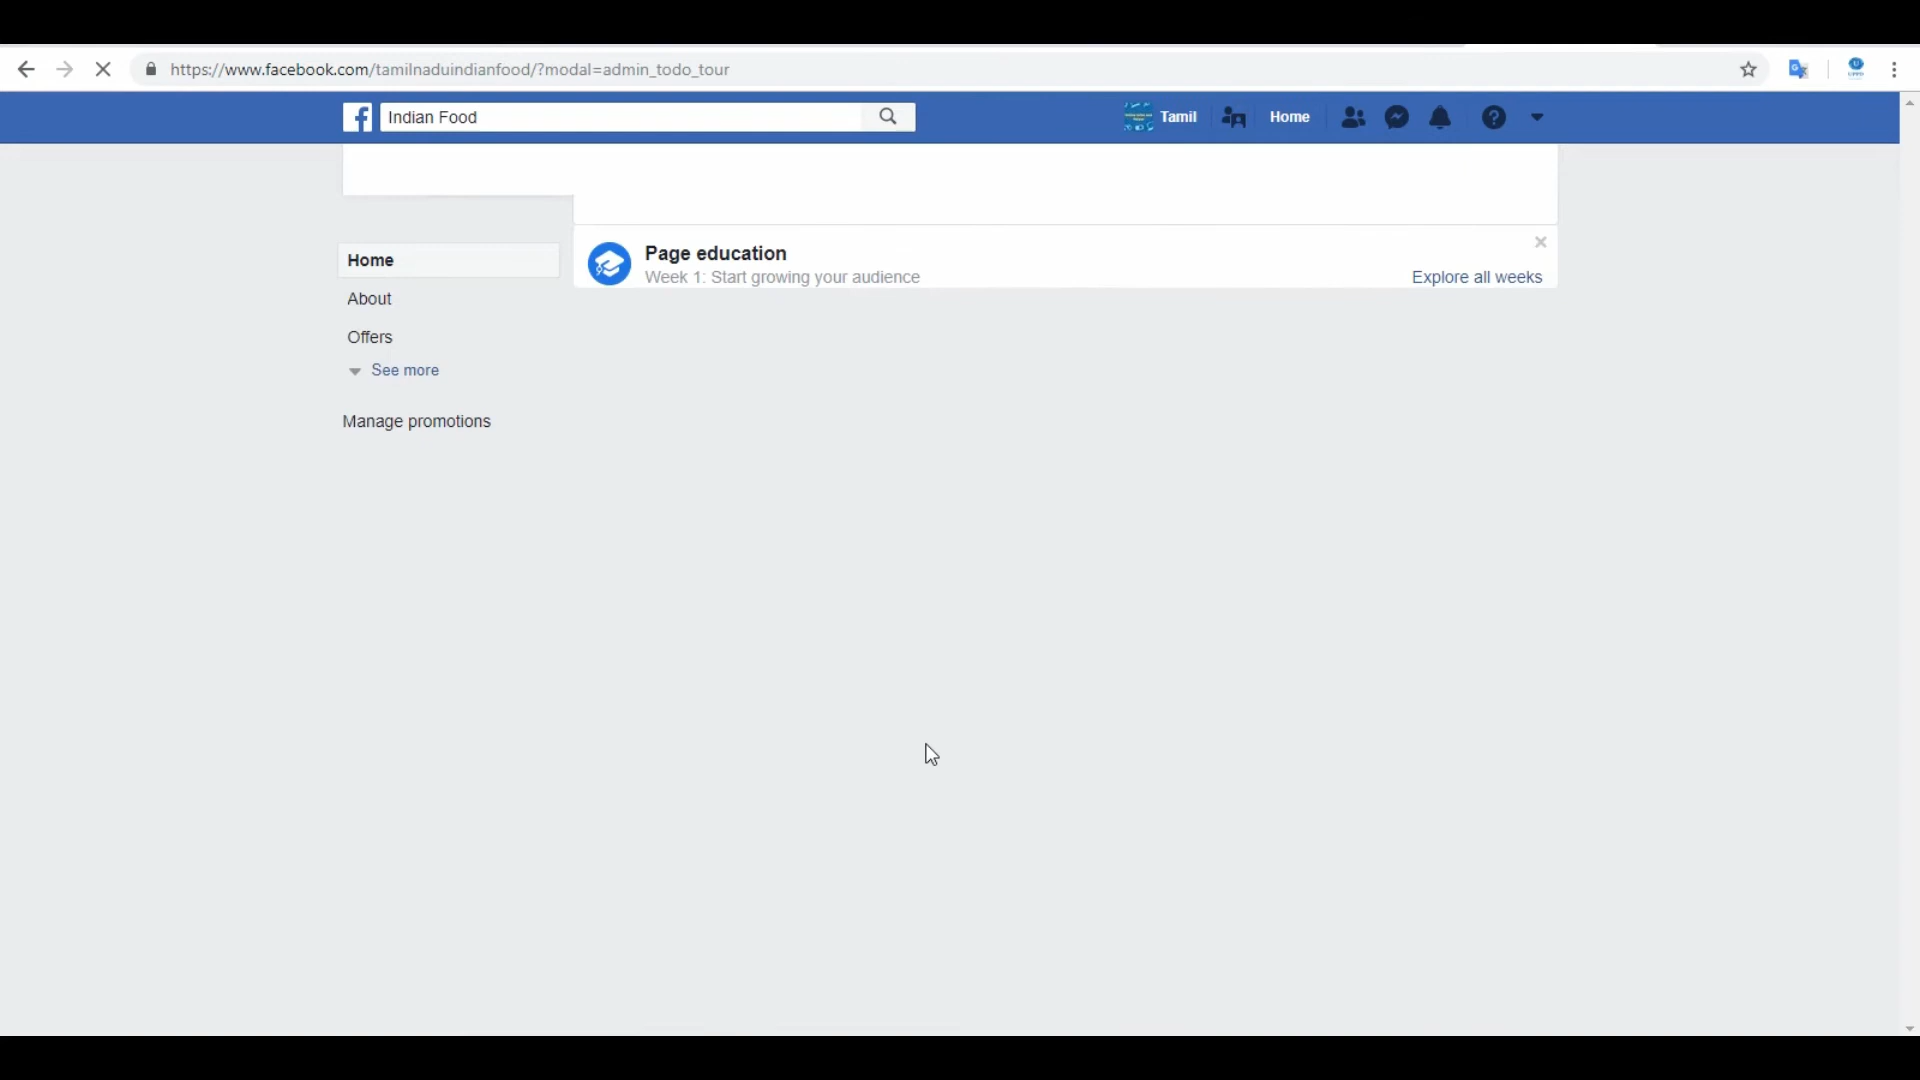 https://www.facebook.com/tamilnaduindianfood/?modal=admin_todo_tour
Indian Food
Tamil
Home
Page education
Week 1: Start growing your audience
Explore all weeks
Home
About
Offers
See more
Manage promotions